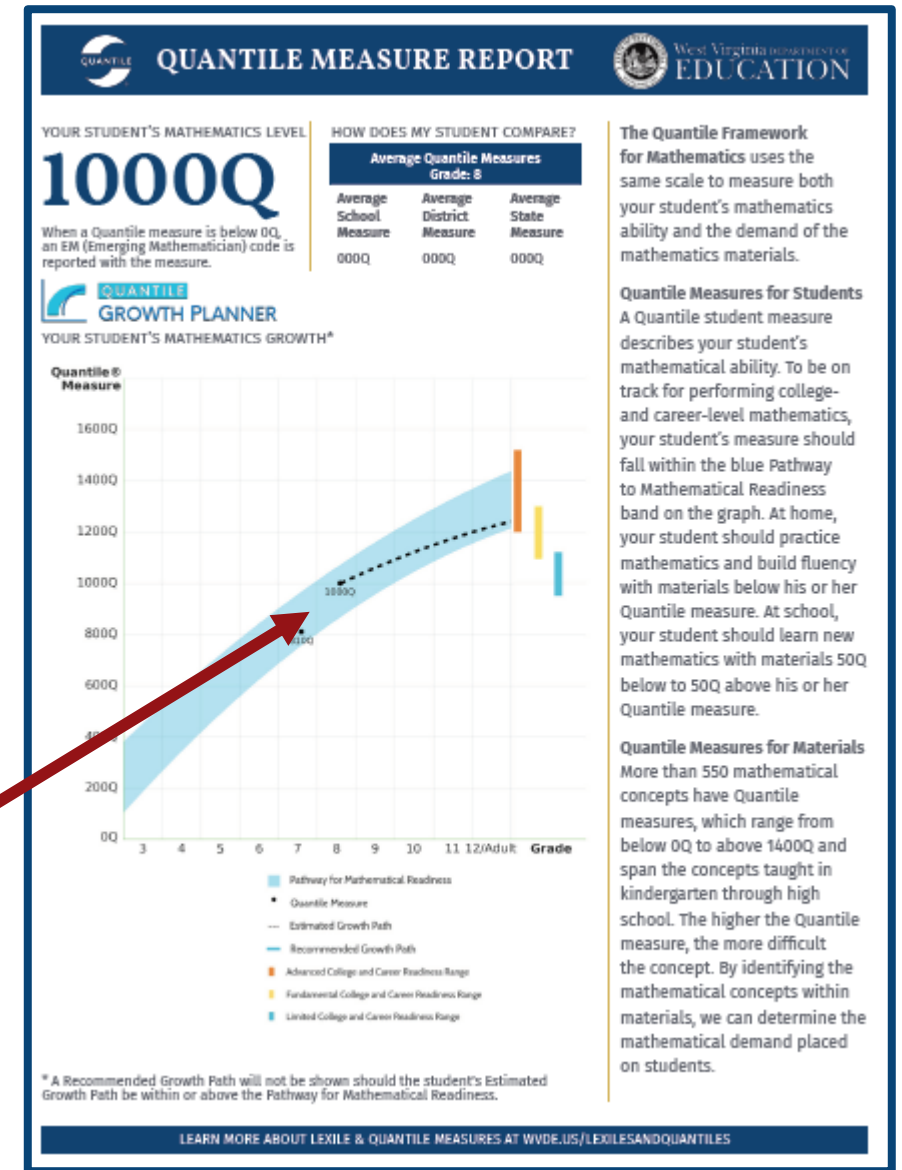 QUANTILE
QUANTILE MEASURE REPORT
West Virginia DEPARTMENT OF
EDUCATION
YOUR STUDENT'S MATHEMATICS LEVEL
1000Q
When a Quantile measure is below 0Q,
an EM (Emerging Mathematician) code is
reported with the measure.
HOW DOES MY STUDENT COMPARE?
Average Quantile Measures
Grade: 8
Average Average Average
School District State
Measure Measure Measure
000Q 000Q 000Q
QUANTILE
GROWTH PLANNER
YOUR STUDENT'S MATHEMATICS GROWTH*
Quantile®
Measure
1600Q
1400Q
1200Q
1000Q
800Q
600Q
200Q
0Q
1000Q
3 4 5 6 7 8 9 10 11 12/Adult Grade
Pathway for Mathematical Readiness
Quantile Measure
Estimated Growth Path
Recommended Growth Path
Advanced College and Career Readiness Range
Fundamental College and Career Readiness Range
Limited College and Career Readiness Range
* A Recommended Growth Path will not be shown should the student's Estimated
Growth Path be within or above the Pathway for Mathematical Readiness.
The Quantile Framework
for Mathematics uses the
same scale to measure both
your student's mathematics
ability and the demand of the
mathematics materials.
Quantile Measures for Students
A Quantile student measure
describes your student's
mathematical ability. To be on
track for performing college-
and career-level mathematics,
your student's measure should
fall within the blue Pathway
to Mathematical Readiness
band on the graph. At home,
your student should practice
mathematics and build fluency
with materials below his or her
Quantile measure. At school,
your student should learn new
mathematics with materials 50Q
below to 50Q above his or her
Quantile measure.
Quantile Measures for Materials
More than 550 mathematical
concepts have Quantile
measures, which range from
below 0Q to above 1400Q and
span the concepts taught in
kindergarten through high
school. The higher the Quantile
measure, the more difficult
the concept. By identifying the
mathematical concepts within
materials, we can determine the
mathematical demand placed
on students.
LEARN MORE ABOUT LEXILE & QUANTILE MEASURES AT WVDE.US/LEXILESANDQUANTILES